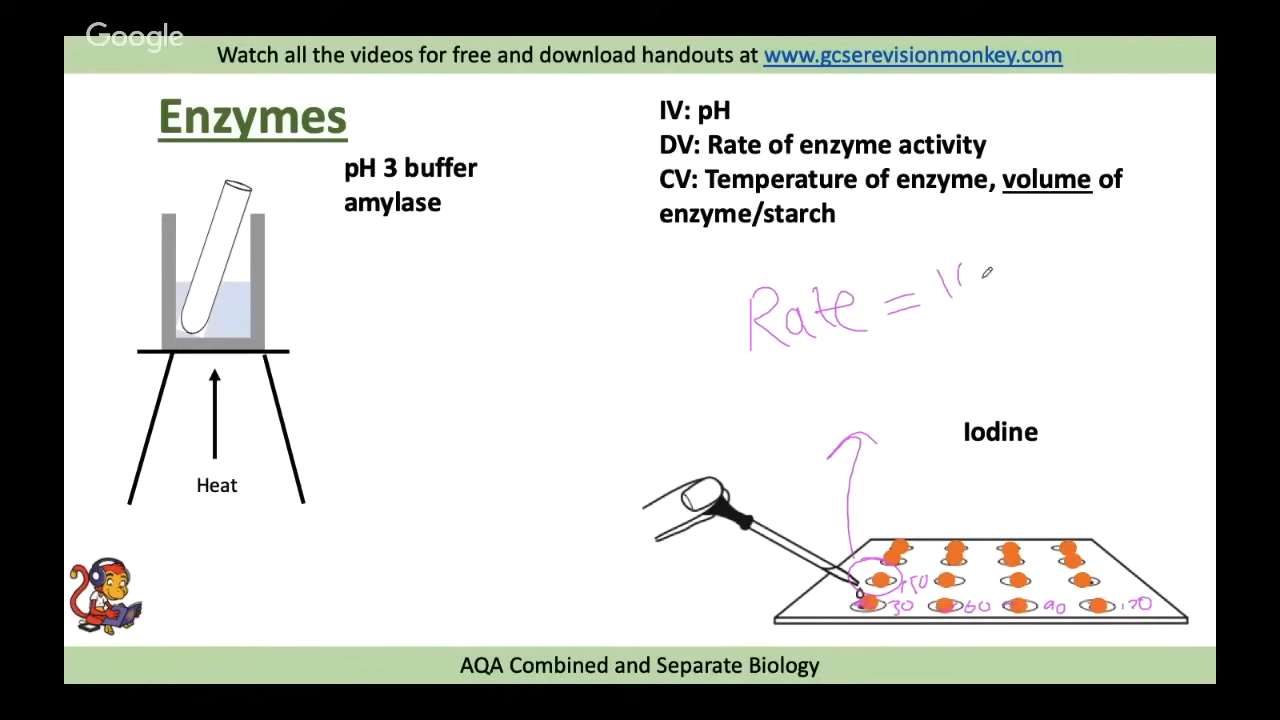 Google
Watch all the videos for free and download handouts at www.gcserevisionmonkey.com
Enzymes
pH 3 buffer
amylase
IV: pH
DV: Rate of enzyme activity
CV: Temperature of enzyme, volume of
enzyme/starch
Rate =
Iodine
Heat
150
30 60 90 120
AQA Combined and Separate Biology